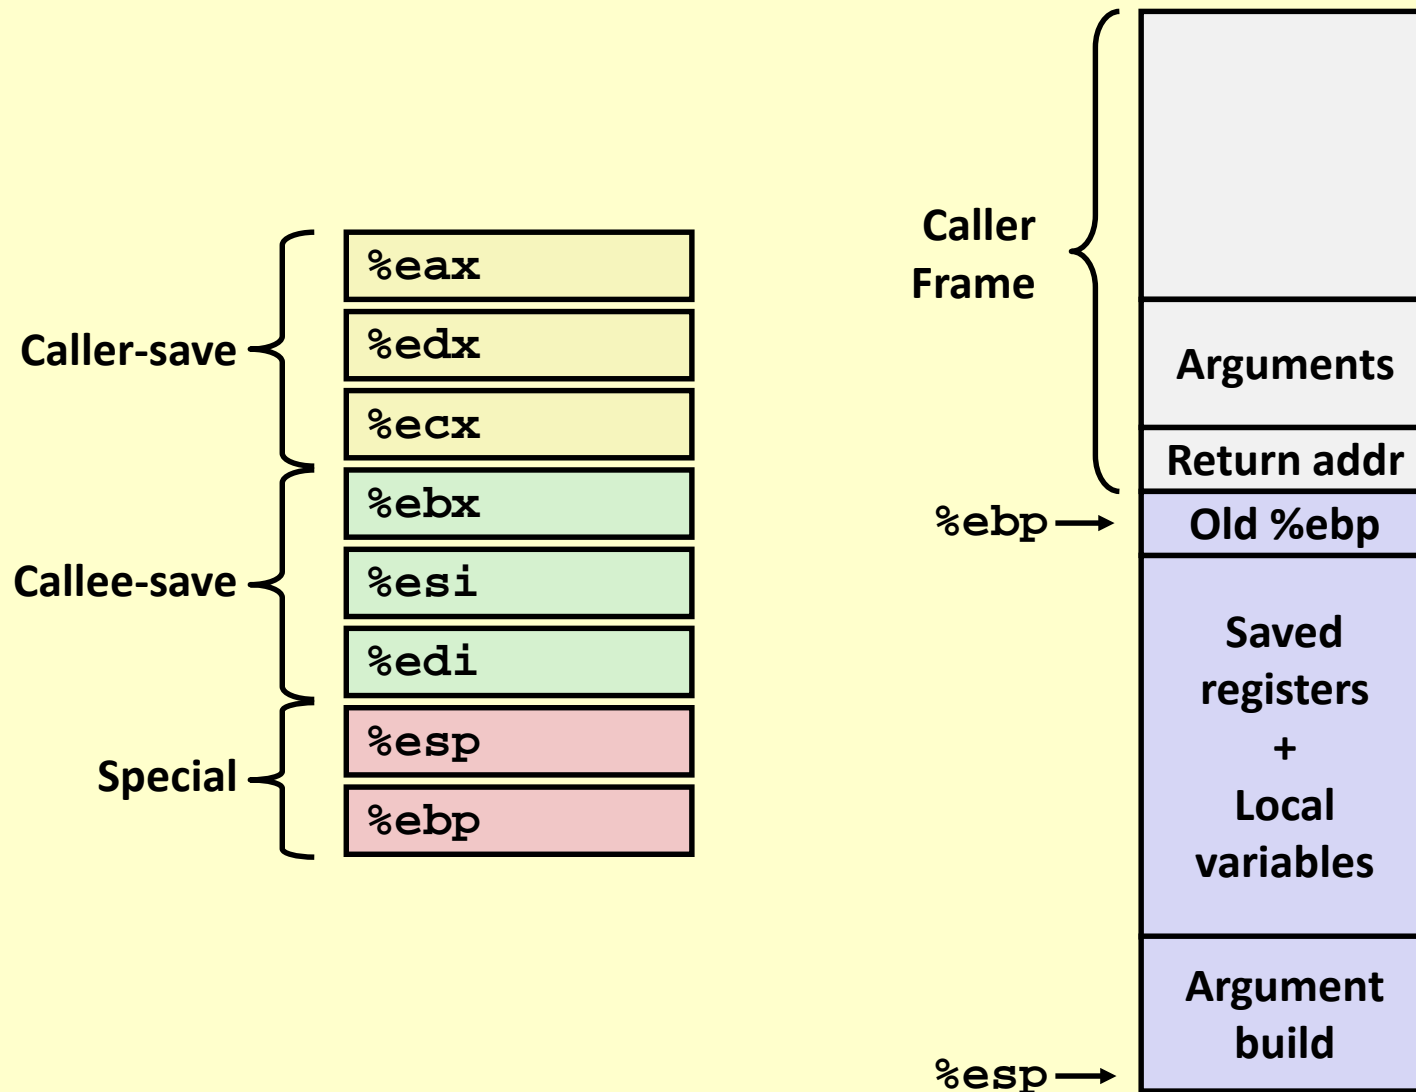 Caller-save
%eax
%edx
%ecx
Callee-save
%ebx
%esi
%edi
Special
%esp
%ebp
Caller
Frame
Arguments
Return addr
%ebp
Old %ebp
Saved
registers
+
Local
variables
Argument
build
%esp